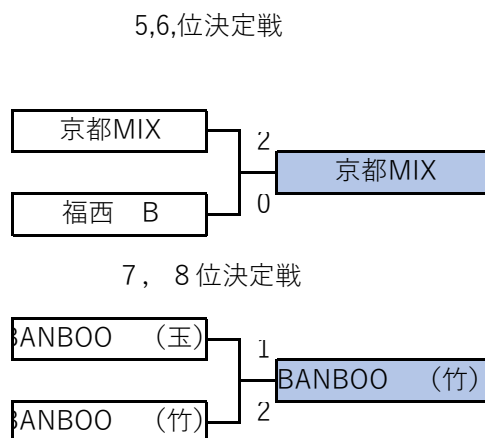 5,6,位決定戦
京都MIX
2
京都MIX
福西　B
0
7，８位決定戦
BANBOO　（玉）
1
BANBOO　（竹）
BANBOO　（竹）
2